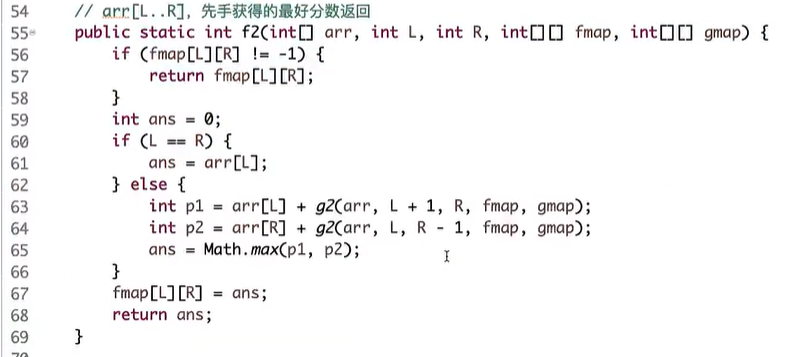 54 // arr[L..R]，先手获得的最好分数返回
55 public static int f2(int[] arr, int L, int R, int[][] fmap, int[][] gmap) {
56 if (fmap[L][R] != -1) {
57 return fmap[L][R];
58 }
59 int ans = 0;
60 if (L == R) {
61 ans = arr[L];
62 } else {
63 int p1 = arr[L] + g2(arr, L + 1, R, fmap, gmap);
64 int p2 = arr[R] + g2(arr, L, R - 1, fmap, gmap);
65 ans = Math.max(p1, p2);
66 }
67 fmap[L][R] = ans;
68 return ans;
69 }